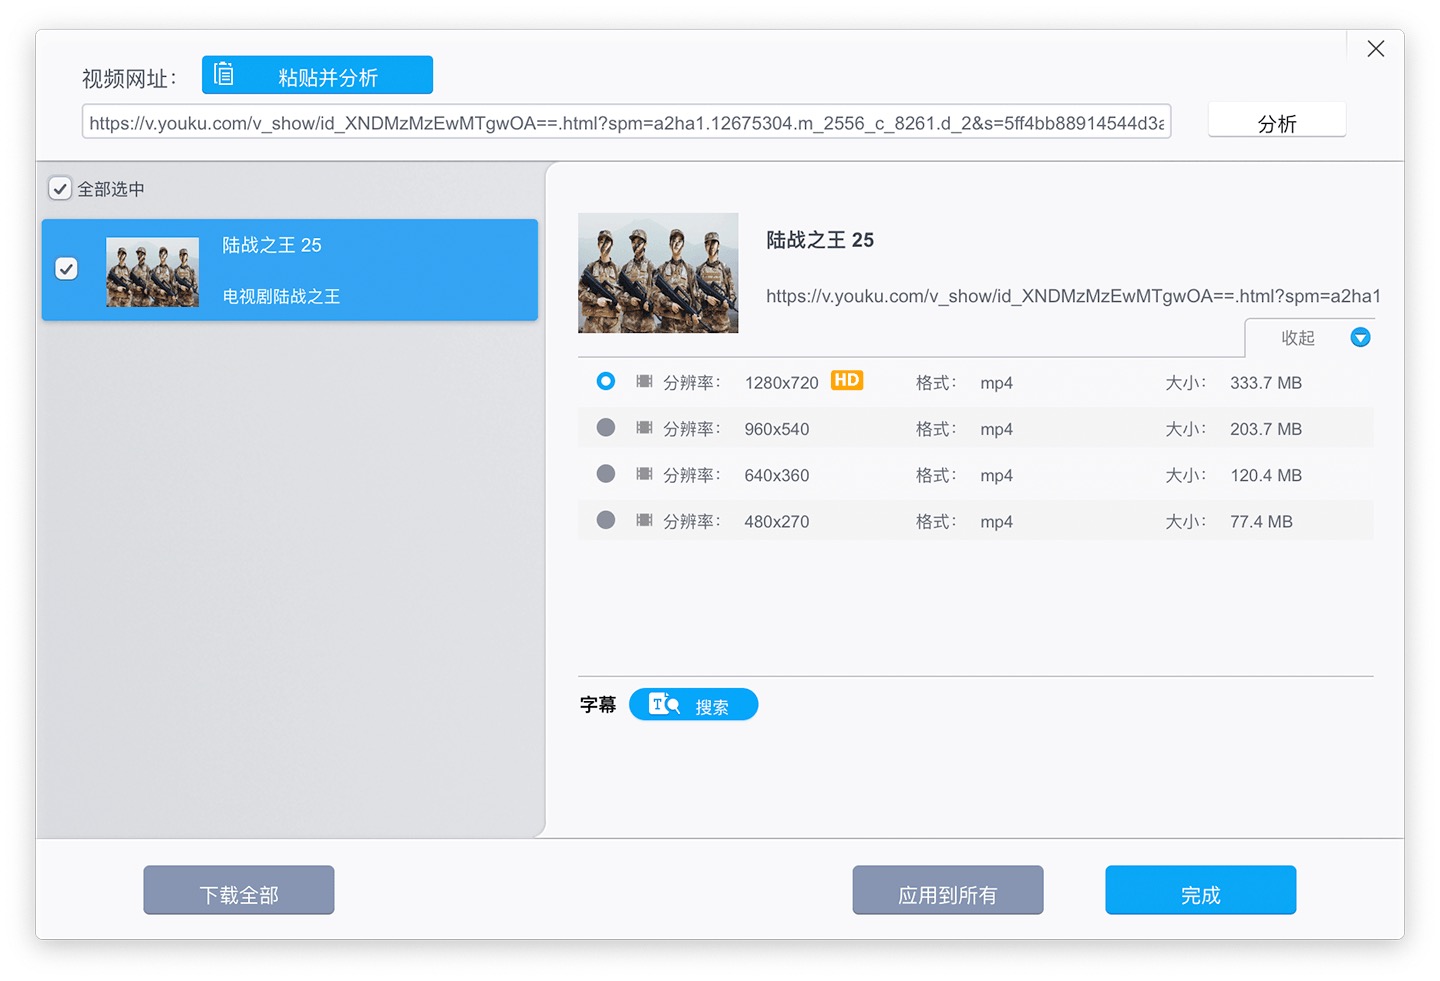 视频网址：
粘贴并分析
https://v.youku.com/v_show/id_XNDMzMzEwMTgwOA==.html?spm=a2ha1.12675304.m_2556_c_8261.d_2&s=5ff4bb88914544d3a
分析
全部选中
陆战之王 25
电视剧陆战之王
陆战之王 25
https://v.youku.com/v_show/id_XNDMzMzEwMTgwOA==.html?spm=a2ha1
收起
分辨率： 1280x720 HD 格式： mp4 大小： 333.7 MB
分辨率： 960x540 格式： mp4 大小： 203.7 MB
分辨率： 640x360 格式： mp4 大小： 120.4 MB
分辨率： 480x270 格式： mp4 大小： 77.4 MB
字幕 T 搜索
下载全部 应用到所有 完成